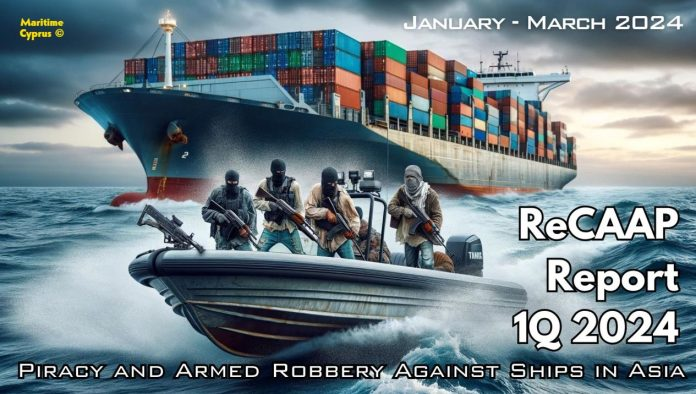 Maritime
Cyprus ©
January - March 2024
ReCAAP
Report
1Q 2024
Piracy and Armed Robbery Against Ships in Asia